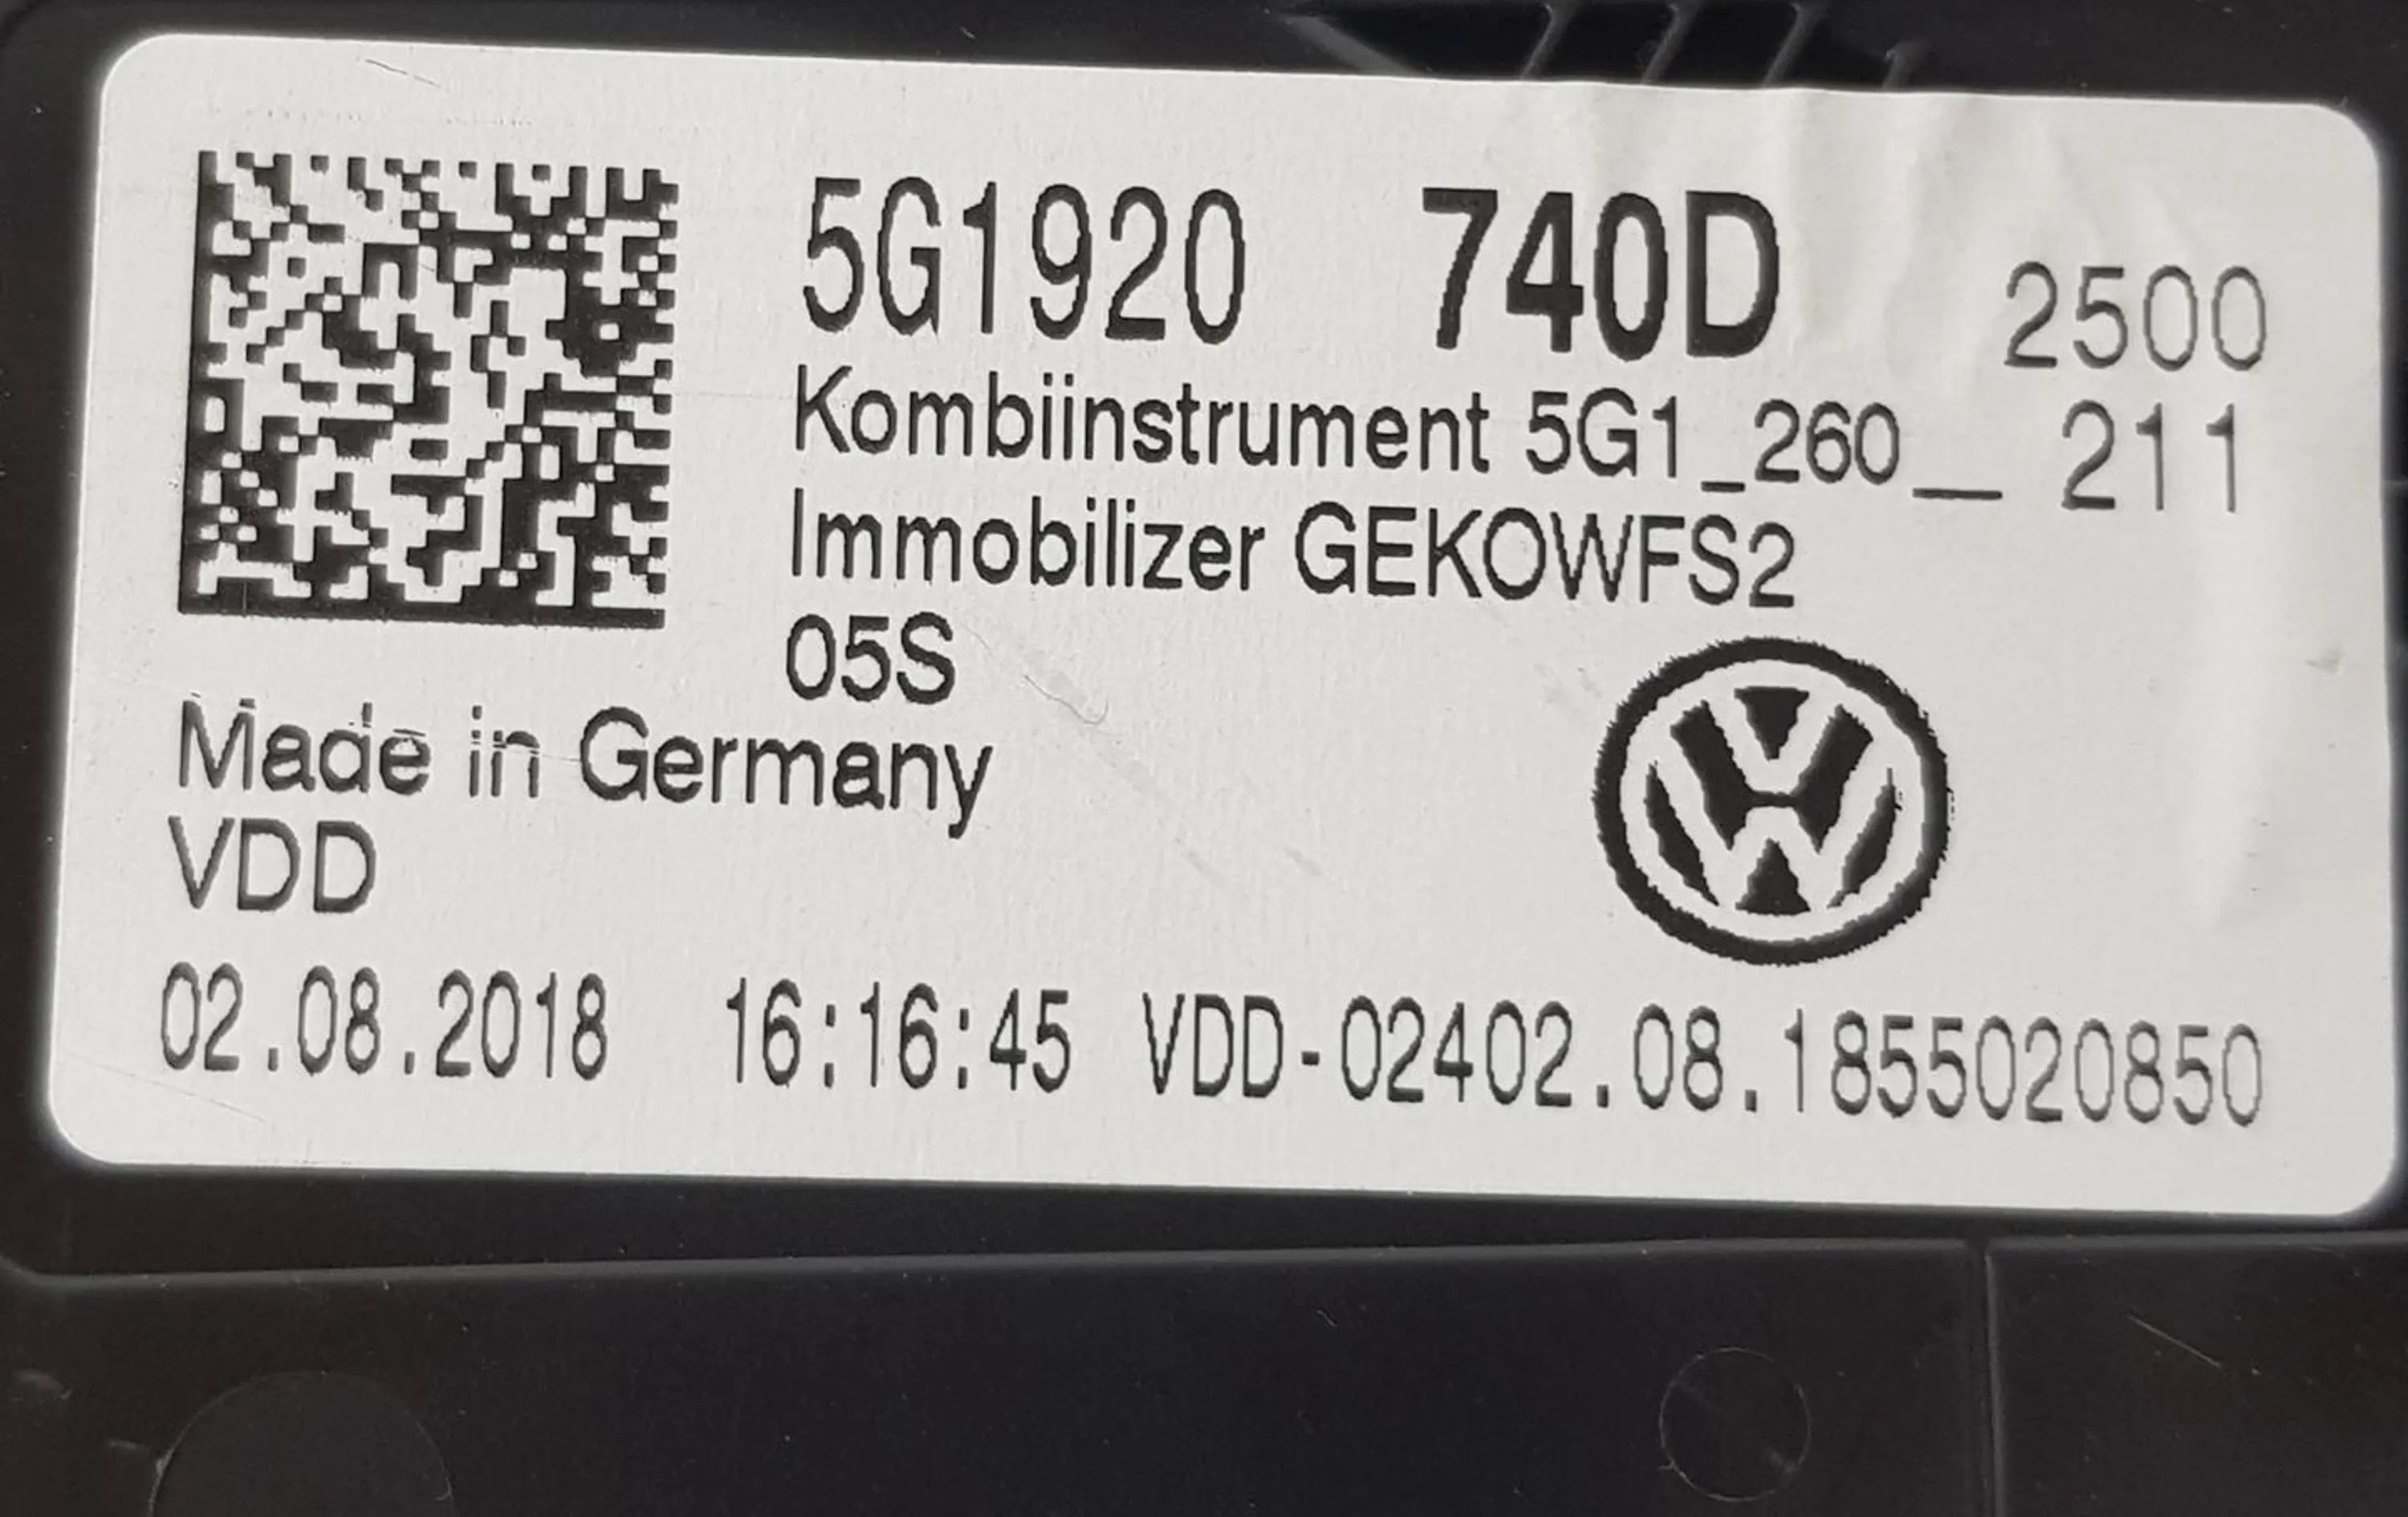 5G1920 740D 2500
Kombiinstrument 5G1_260__ 211
Immobilizer GEKOWFS2
05S
Made in Germany
VDD
02.08.2018 16:16:45 VDD-02402.08.1855020850